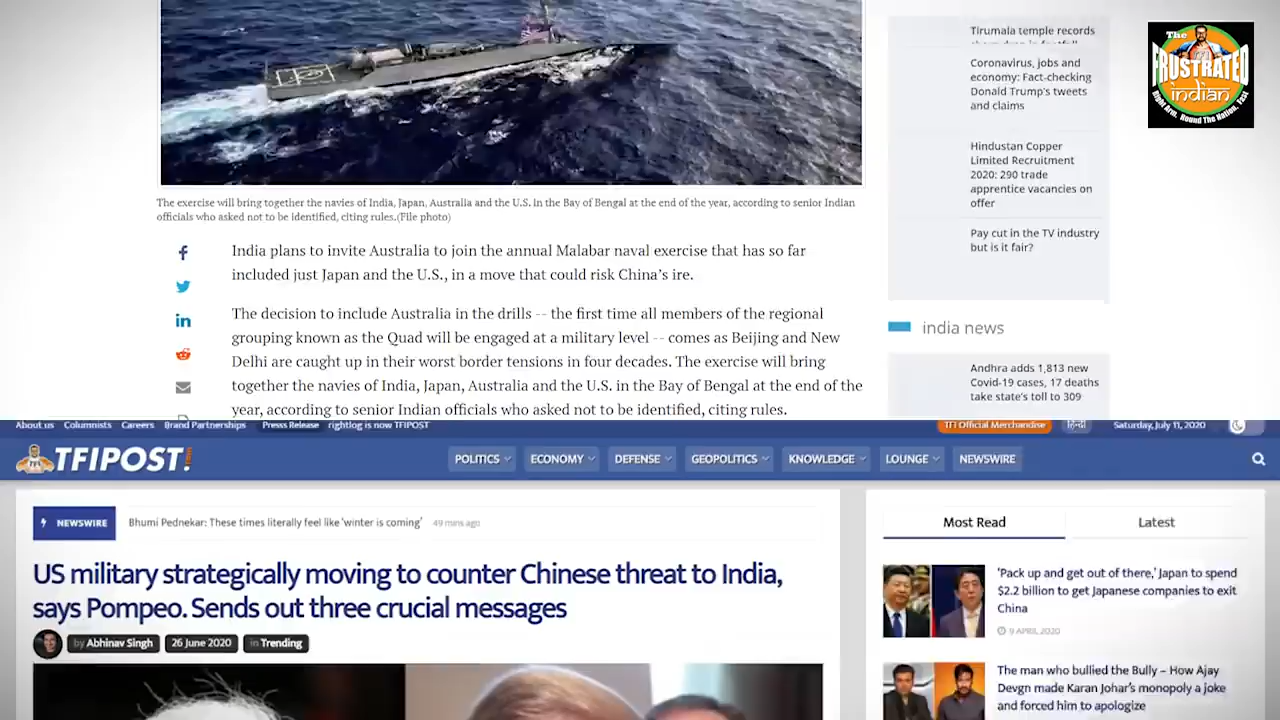 Tirumala temple records
Coronavirus, jobs and
economy: Fact-checking
Donald Trump's tweets
and claims
Hindustan Copper
Limited Recruitment
2020: 290 trade
apprentice vacancies on
offer
Pay cut in the TV industry
but is it fair?
The
FRUSTRATED
indian
Right Arm, Round The Nation, Fast
The exercise will bring together the navies of India, Japan, Australia and the U.S. in the Bay of Bengal at the end of the year, according to senior Indian
officials who asked not to be identified, citing rules.(File photo)
India plans to invite Australia to join the annual Malabar naval exercise that has so far
included just Japan and the U.S., in a move that could risk China's ire.
The decision to include Australia in the drills -- the first time all members of the regional
grouping known as the Quad will be engaged at a military level -- comes as Beijing and New
Delhi are caught up in their worst border tensions in four decades. The exercise will bring
together the navies of India, Japan, Australia and the U.S. in the Bay of Bengal at the end of the
year, according to senior Indian officials who asked not to be identified, citing rules.
india news
Andhra adds 1,813 new
Covid-19 cases, 17 deaths
take state's toll to 309
About us Columnists Careers Brand Partnerships Presss Release rightlog is now TFIPOST
TFI Official Merchandise हिन्दी Saturday, July 11, 2020
TFIPOST!
POLITICS ECONOMY DEFENSE GEOPOLITICS KNOWLEDGE LOUNGE NEWSWIRE
NEWSWIRE Bhumi Pednekar: These times literally feel like 'winter is coming' 49 mins ago
US military strategically moving to counter Chinese threat to India,
says Pompeo. Sends out three crucial messages
by Abhinav Singh 26 June 2020 in Trending
Most Read Latest
'Pack up and get out of there,' Japan to spend
$2.2 billion to get Japanese companies to exit
China
9 APRIL 2020
The man who bullied the Bully – How Ajay
Devgn made Karan Johar's monopoly a joke
and forced him to apologize